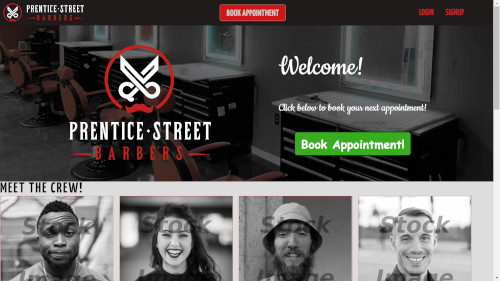 PRENTICE·STREET
BARBERS
BOOK APPOINTMENT
LOGIN
SIGNUP
Welcome!
Click below to book your next appointment!
Book Appointment!
PRENTICE·STREET
BARBERS
MEET THE CREW!
Stock
Stock
Stock
Stock
Image
Image
Image
Image